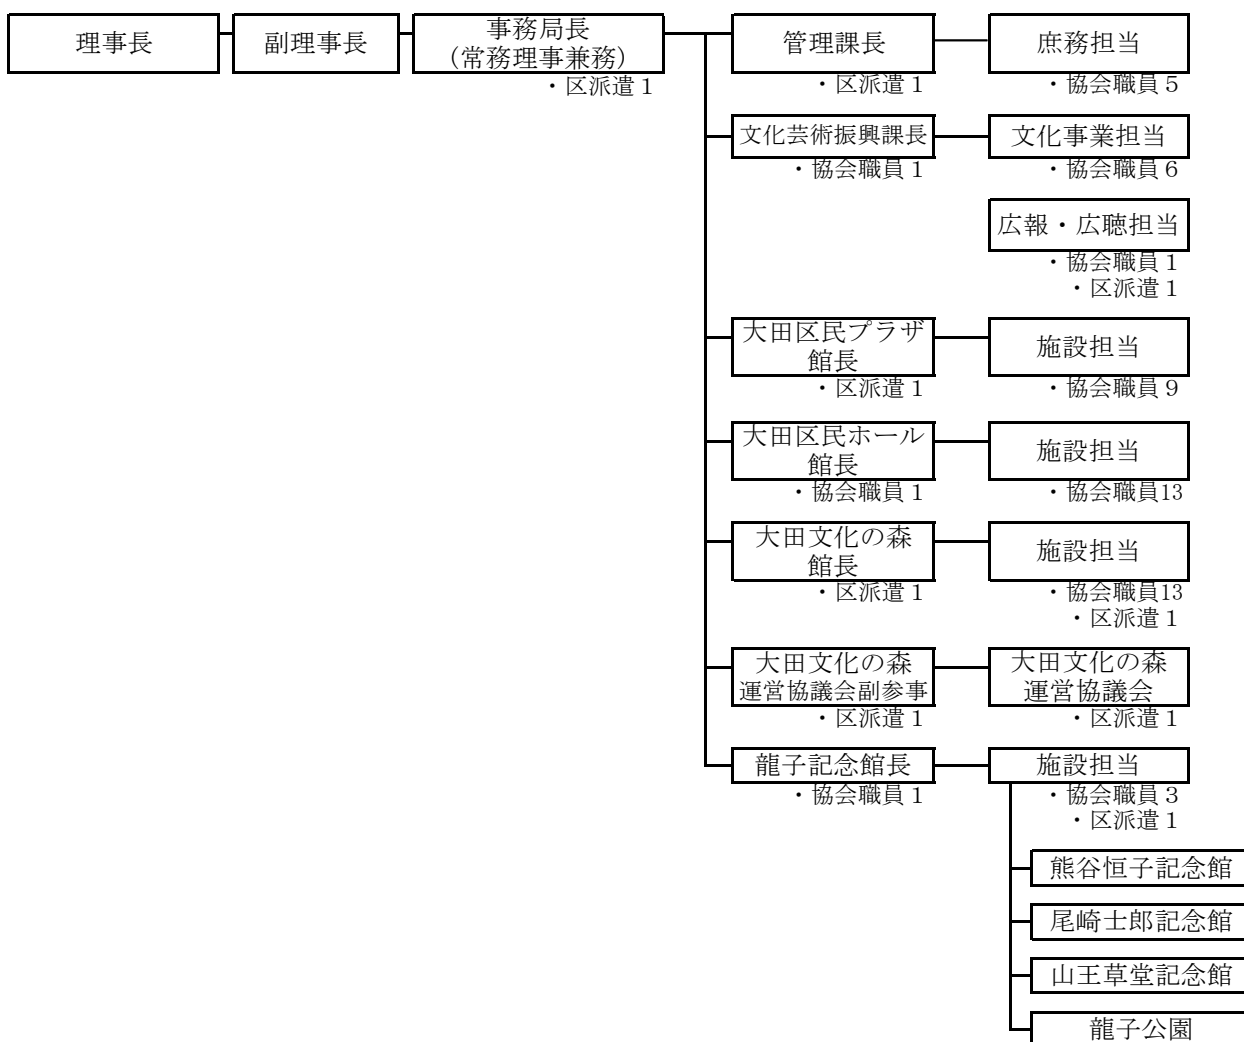 理事長
副理事長
事務局長
(常務理事兼務)
・区派遣１
管理課長
・区派遣１
庶務担当
・協会職員５
文化芸術振興課長
・協会職員１
文化事業担当
・協会職員６
広報・広聴担当
・協会職員１
・区派遣１
大田区民プラザ
館長
・区派遣１
施設担当
・協会職員９
大田区民ホール
館長
・協会職員１
施設担当
・協会職員13
大田文化の森
館長
・区派遣１
施設担当
・協会職員13
・区派遣１
大田文化の森
運営協議会副参事
・区派遣１
大田文化の森
運営協議会
・区派遣１
龍子記念館長
・協会職員１
施設担当
・協会職員３
・区派遣１
熊谷恒子記念館
尾崎士郎記念館
山王草堂記念館
龍子公園